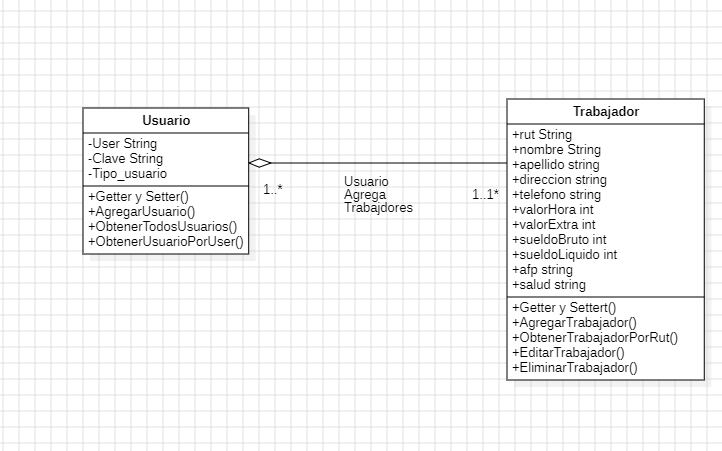 Usuario
-User String
-Clave String
-Tipo_usuario
+Getter y Setter()
+AgregarUsuario()
+ObtenerTodosUsuarios()
+ObtenerUsuarioPorUser()
1..*
Usuario
Agrega
Trabajdores
1..1*
Trabajador
+rut String
+nombre String
+apellido string
+direccion string
+telefono string
+valorHora int
+valorExtra int
+sueldoBruto int
+sueldoLiquido int
+afp string
+salud string
+Getter y Settert()
+AgregarTrabajador()
+ObtenerTrabajadorPorRut()
+EditarTrabajador()
+EliminarTrabajador()